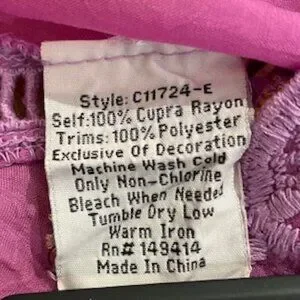 Style: C11724-E
Self:100% Cupra Rayon
Trims:100% Polyester
Exclusive Of Decoration
Machine Wash Cold
Only Non-Chlorine
Bleach When Needed
Tumble Dry Low
Warm Iron
Rn# 149414
Made In China